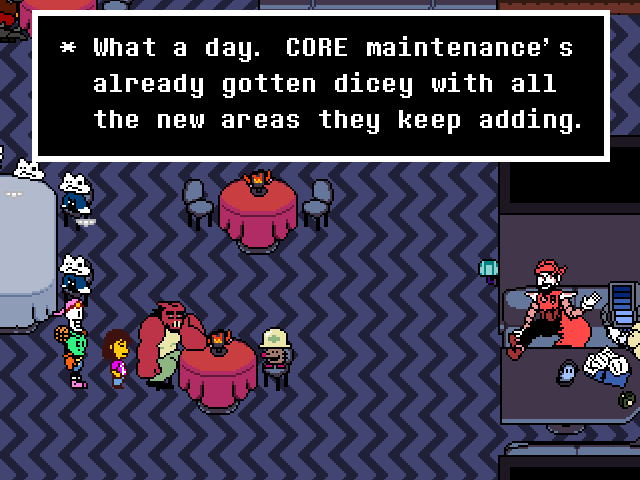 * What a day. CORE maintenance's
already gotten dicey with all
the new areas they keep adding.